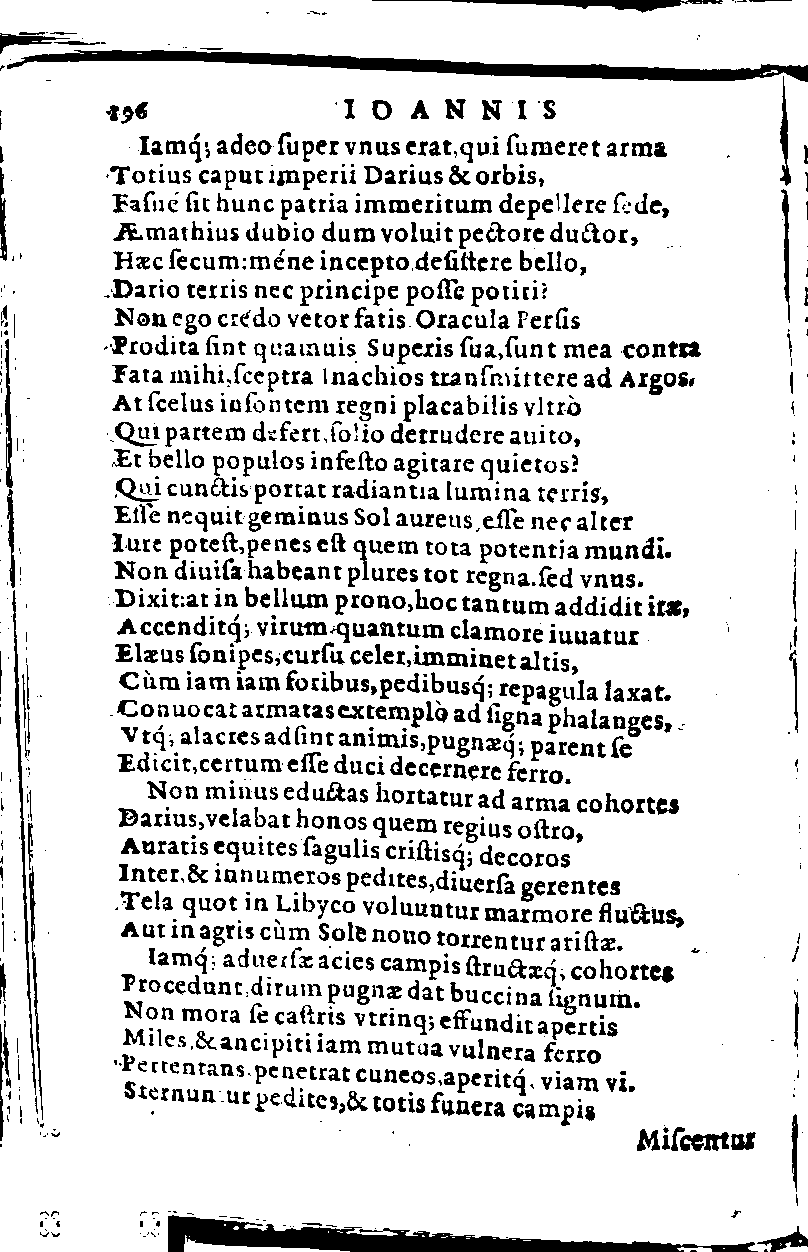 196 IOANNIS
Iamq́; adeo ſuper vnus erat,qui ſumeret arma
Totius caput imperii Darius & orbis,
Faſué ſit hunc patria immeritum depellere ſede,
Æmathius dubio dum voluit pectore ductor,
Hæc ſecum:méne incepto deſiſtere bello,
Dario terris nec principe poſſe potiri?
Non ego credo vetor fatis Oracula Perſis
Prodita ſint quamuis Superis ſua,ſunt mea contra
Fata mihi,ſceptra Inachios tranſmittere ad Argos,
At ſcelus inſontem regni placabilis vltrò
Qui partem defert,ſolio detrudere auito,
Et bello populos infeſto agitare quietos?
Qui cunctis portat radiantia lumina terris,
Eſſe nequit geminus Sol aureus,eſſe nec alter
Iure poteſt,penes eſt quem tota potentia mundi.
Non diuiſa habeant plures tot regna.ſed vnus.
Dixit:at in bellum prono,hoc tantum addidit iræ,
Accenditq́; virum quantum clamore iuuatur
Elæus ſonipes,curſu celer,imminet altis,
Cùm iam iam foribus,pedibusq́; repagula laxat.
Conuocat armatas extemplò ad ſigna phalanges,
Vtq́; alacres adſint animis,pugnæq́; parent ſe
Edicit,certum eſſe duci decernere ferro.
Non minus eductas hortatur ad arma cohortes
Darius,velabat honos quem regius oſtro,
Auratis equites ſagulis criſtisq́; decoros
Inter,& innumeros pedites,diuerſa gerentes
Tela quot in Libyco voluuntur marmore fluctus,
Aut in agris cùm Sole nouo torrentur ariſtæ.
Iamq́; aduerſæ acies campis ſtructæq́; cohortes
Procedunt,dirum pugnæ dat buccina ſignum.
Non mora ſe caſtris vtrinq; effundit apertis
Miles,& ancipiti iam mutua vulnera ferro
Pertentans penetrat cuneos,aperitq́, viam vi.
Sternuntur pedites,& totis funera campis
Miſcentur